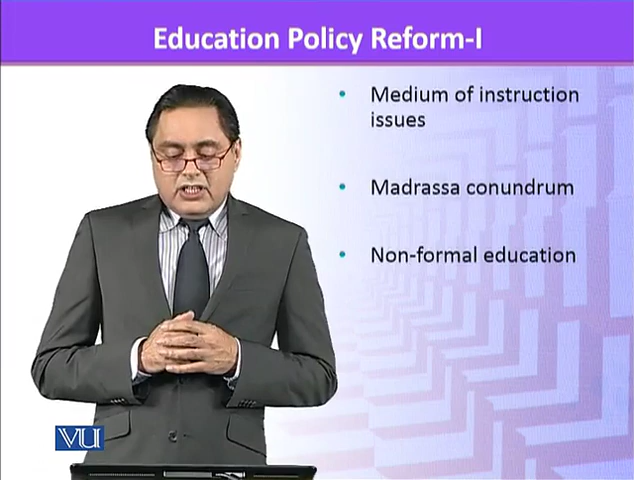 Education Policy Reform-I
• Medium of instruction
issues
• Madrassa conundrum
• Non-formal education
VU